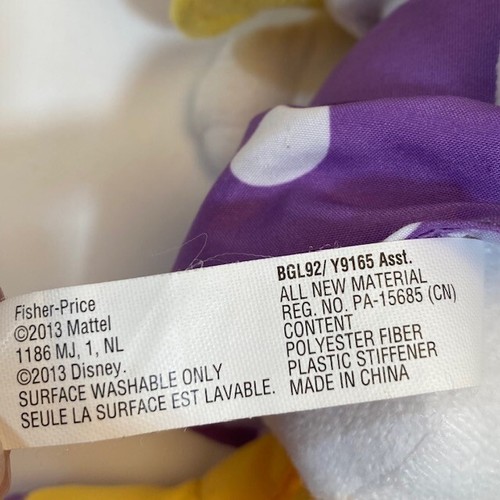 Fisher-Price
©2013 Mattel
1186 MJ, 1, NL
©2013 Disney.
SURFACE WASHABLE ONLY
SEULE LA SURFACE EST LAVABLE.
BGL92/ Y9165 Asst.
ALL NEW MATERIAL
REG. NO. PA-15685 (CN)
CONTENT
POLYESTER FIBER
PLASTIC STIFFENER
MADE IN CHINA